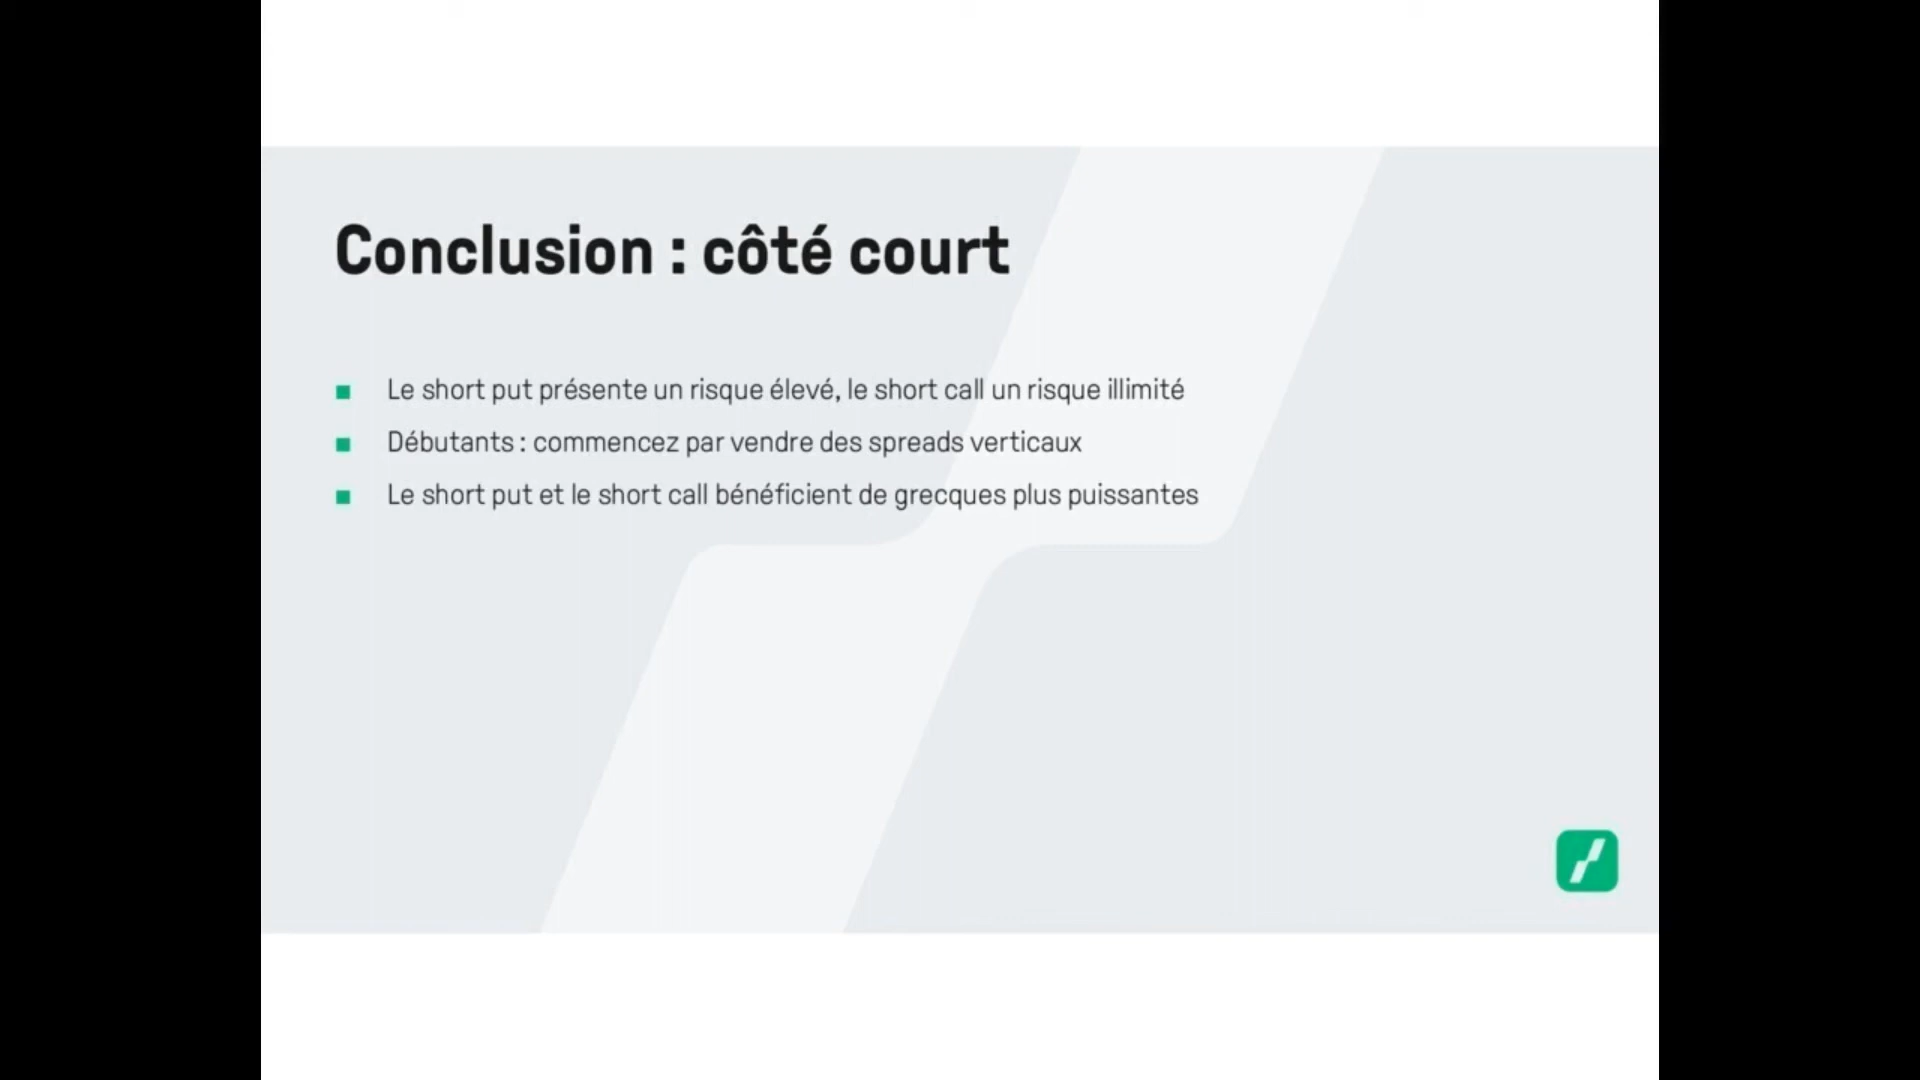 Conclusion : côté court
Le short put présente un risque élevé, le short call un risque illimité
Débutants : commencez par vendre des spreads verticaux
Le short put et le short call bénéficient de grecques plus puissantes